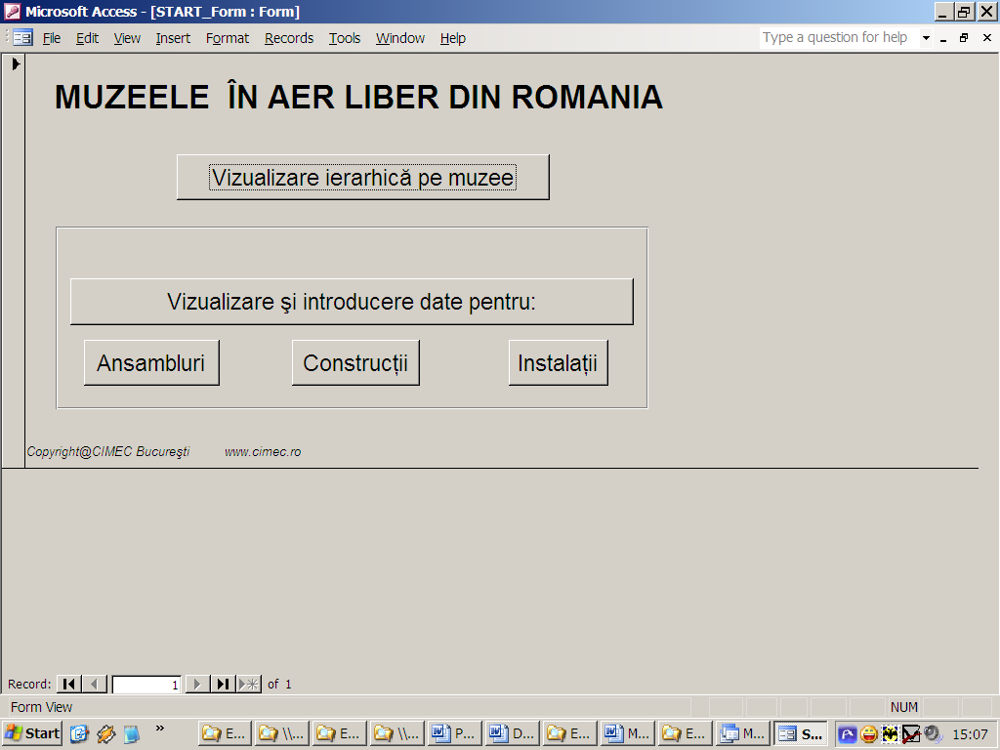 Microsoft Access - [START_Form : Form]
File Edit View Insert Format Records Tools Window Help Type a question for help
MUZEELE ÎN AER LIBER DIN ROMANIA
Vizualizare ierarhică pe muzee
Vizualizare şi introducere date pentru:
Ansambluri Construcţii Instalaţii
Copyright@CIMEC Bucureşti www.cimec.ro
Record: 1 of 1
Form View NUM
Start » E... \\... E... \\... P... D... E... M... E... M... S... 15:07